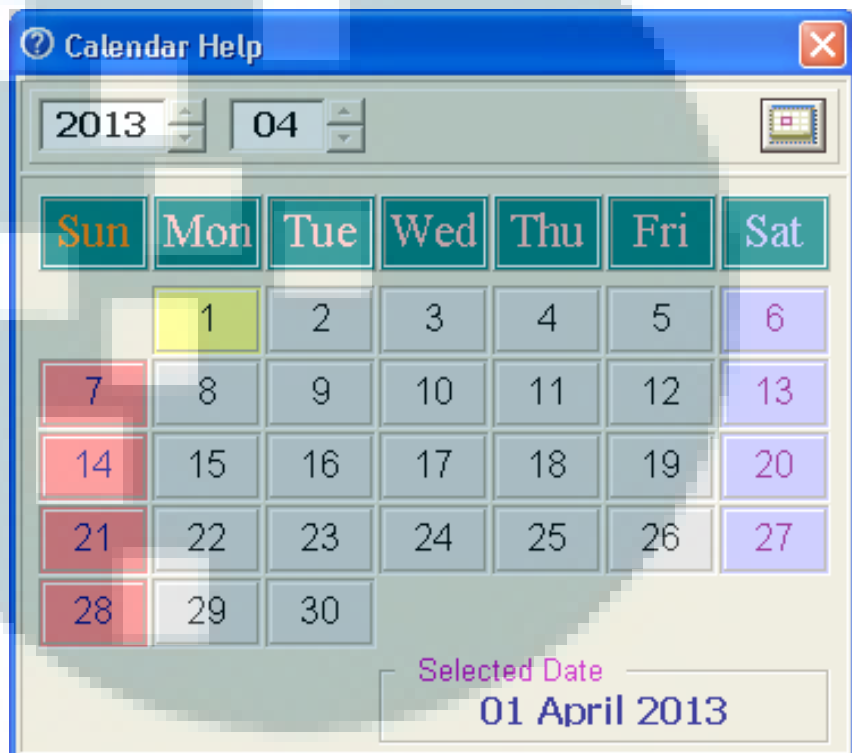 Calendar Help
2013 04
Sun Mon Tue Wed Thu Fri Sat
1 2 3 4 5 6
7 8 9 10 11 12 13
14 15 16 17 18 19 20
21 22 23 24 25 26 27
28 29 30
Selected Date
01 April 2013